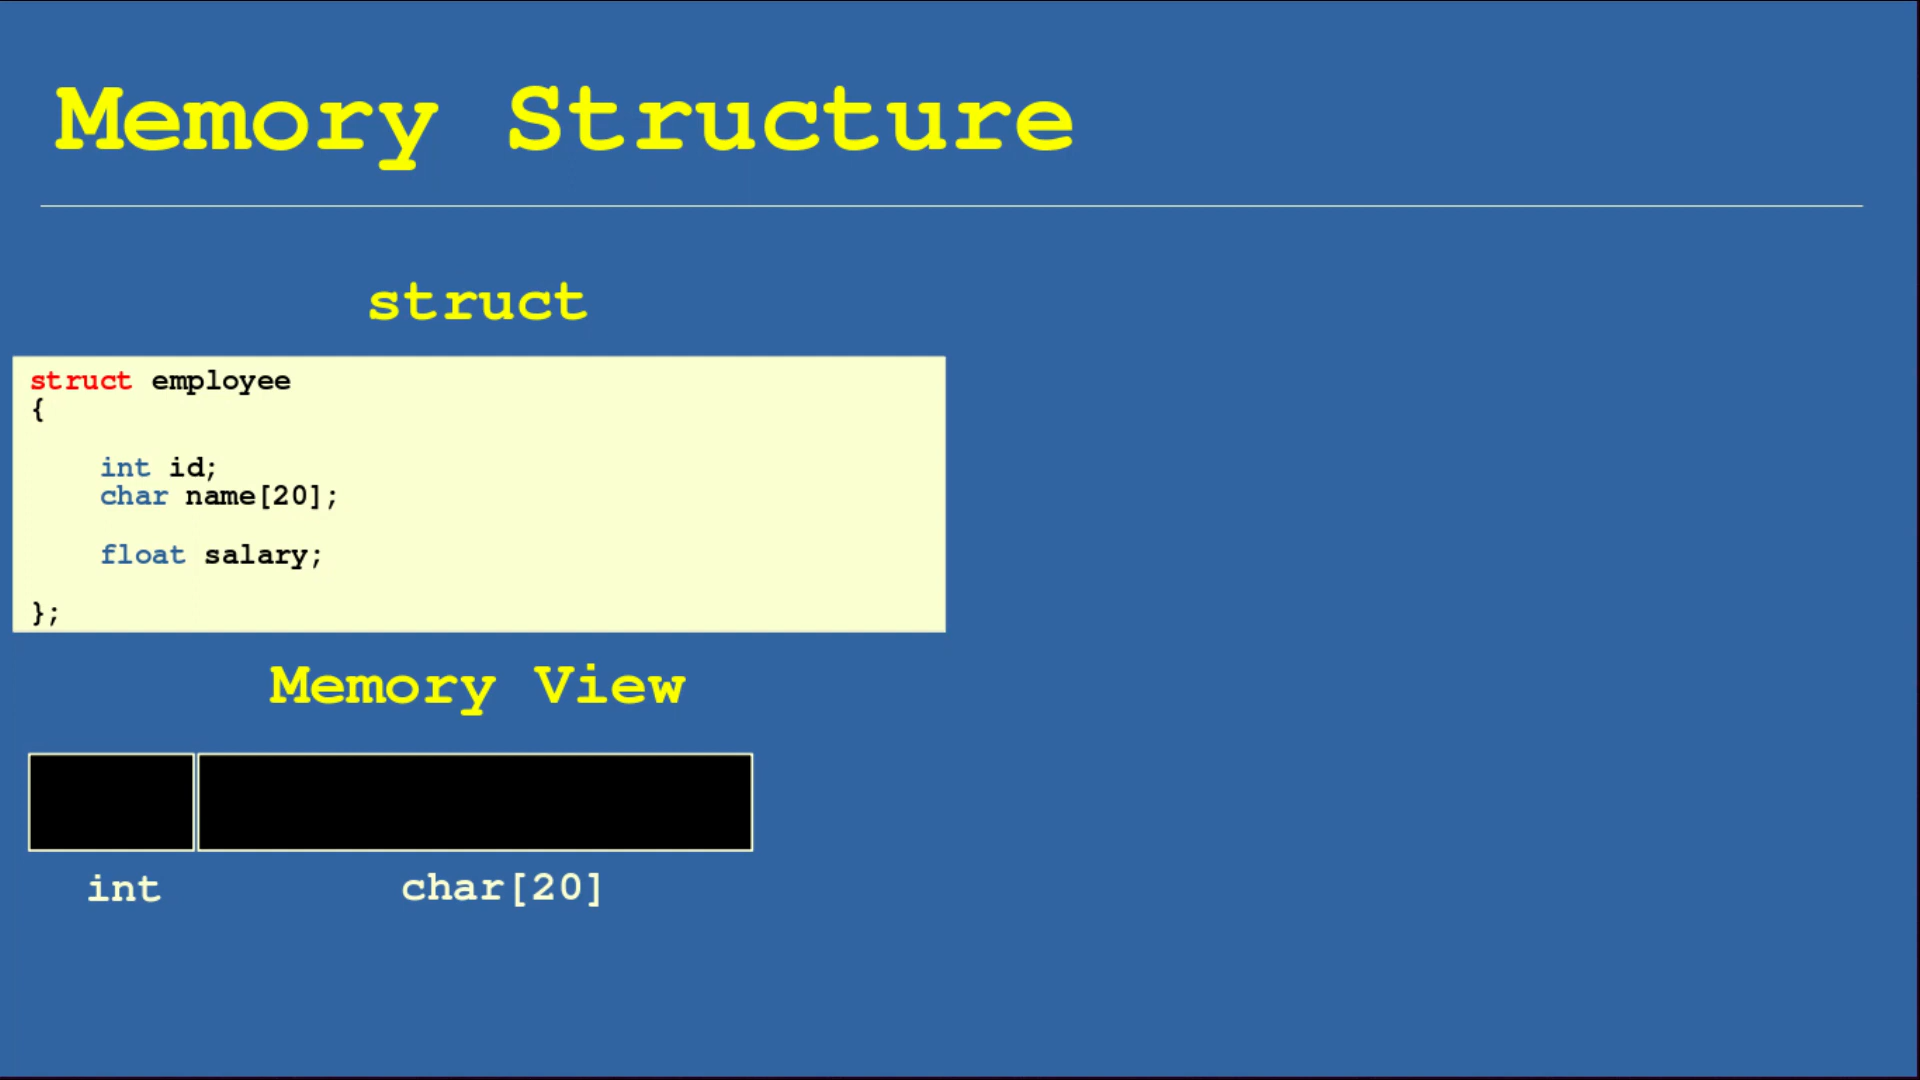 Memory Structure
struct
struct employee
{
int id;
char name[20];
float salary;
};
Memory View
int
char[20]